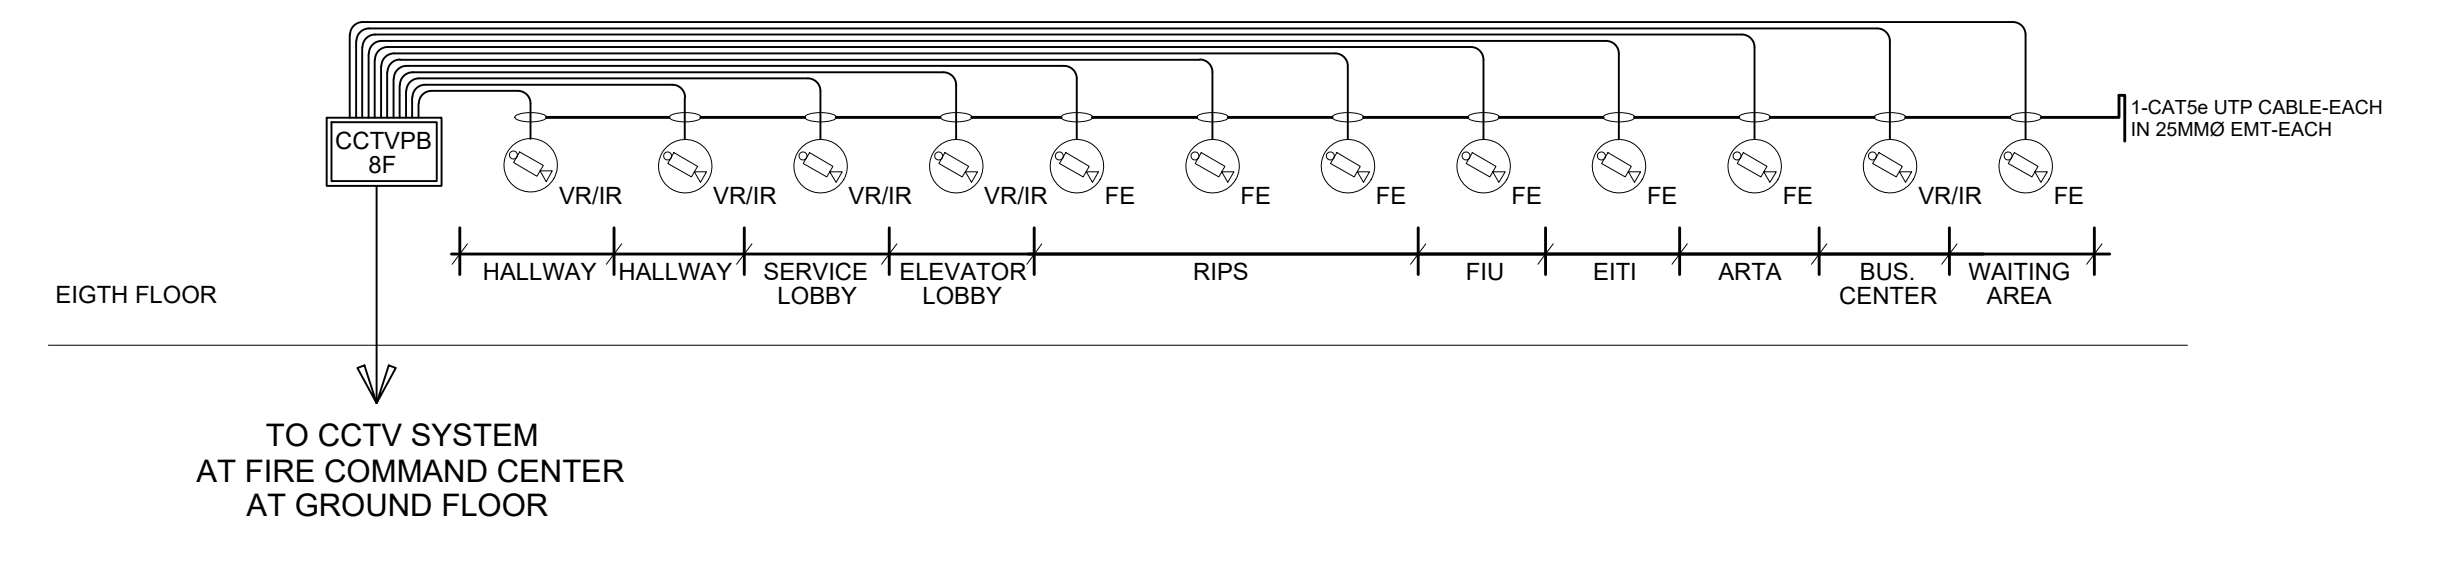 1-CAT5e UTP CABLE-EACH
IN 25MMØ EMT-EACH
CCTVPB
8F
VR/IR VR/IR VR/IR VR/IR FE FE FE FE FE FE VR/IR FE
HALLWAY HALLWAY SERVICE ELEVATOR RIPS FIU EITI ARTA BUS. WAITING
LOBBY LOBBY CENTER AREA
EIGTH FLOOR
TO CCTV SYSTEM
AT FIRE COMMAND CENTER
AT GROUND FLOOR